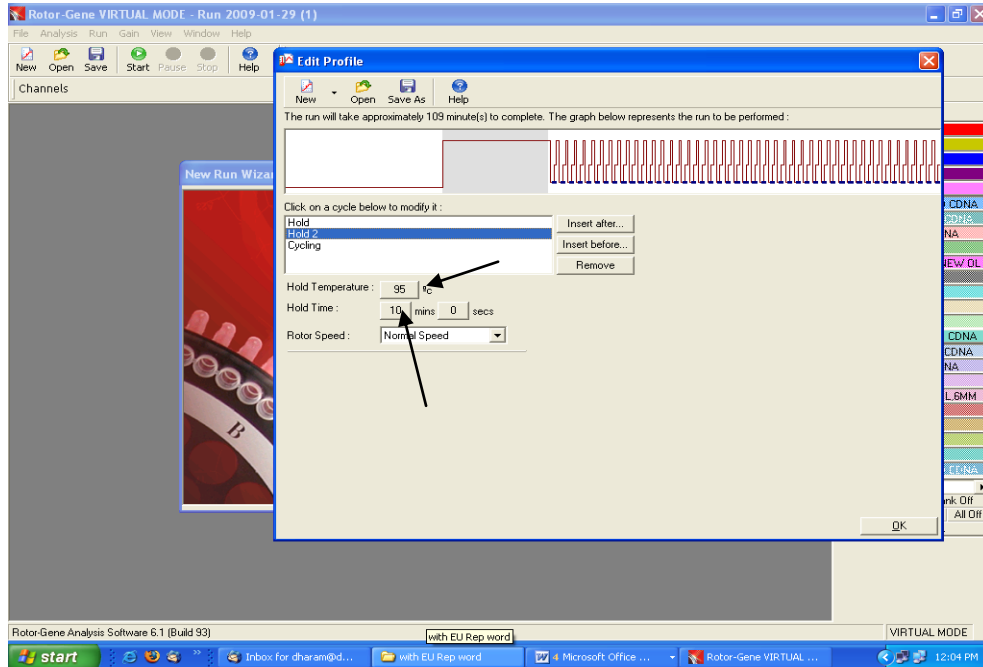 Rotor-Gene VIRTUAL MODE - Run 2009-01-29 (1)
File Analysis Run Gain View Window Help
New Open Save Start Pause Stop Help
Channels
Edit Profile
New Open Save As Help
The run will take approximately 109 minute(s) to complete. The graph below represents the run to be performed :
New Run Wiza
Click on a cycle below to modify it :
Hold
Hold 2
Cycling
Insert after...
Insert before...
Remove
Hold Temperature : 95 ºC
Hold Time : 10 mins 0 secs
Rotor Speed : Normal Speed
OK
CDNA
CDNA
NA
NEW DL
CDNA
CDNA
NA
L,6MM
CDNA
nk Off
All Off
B
Rotor-Gene Analysis Software 6.1 (Build 93)
with EU Rep word
VIRTUAL MODE
start
Inbox for dharam@d...
with EU Rep word
4 Microsoft Office ...
Rotor-Gene VIRTUAL ...
12:04 PM